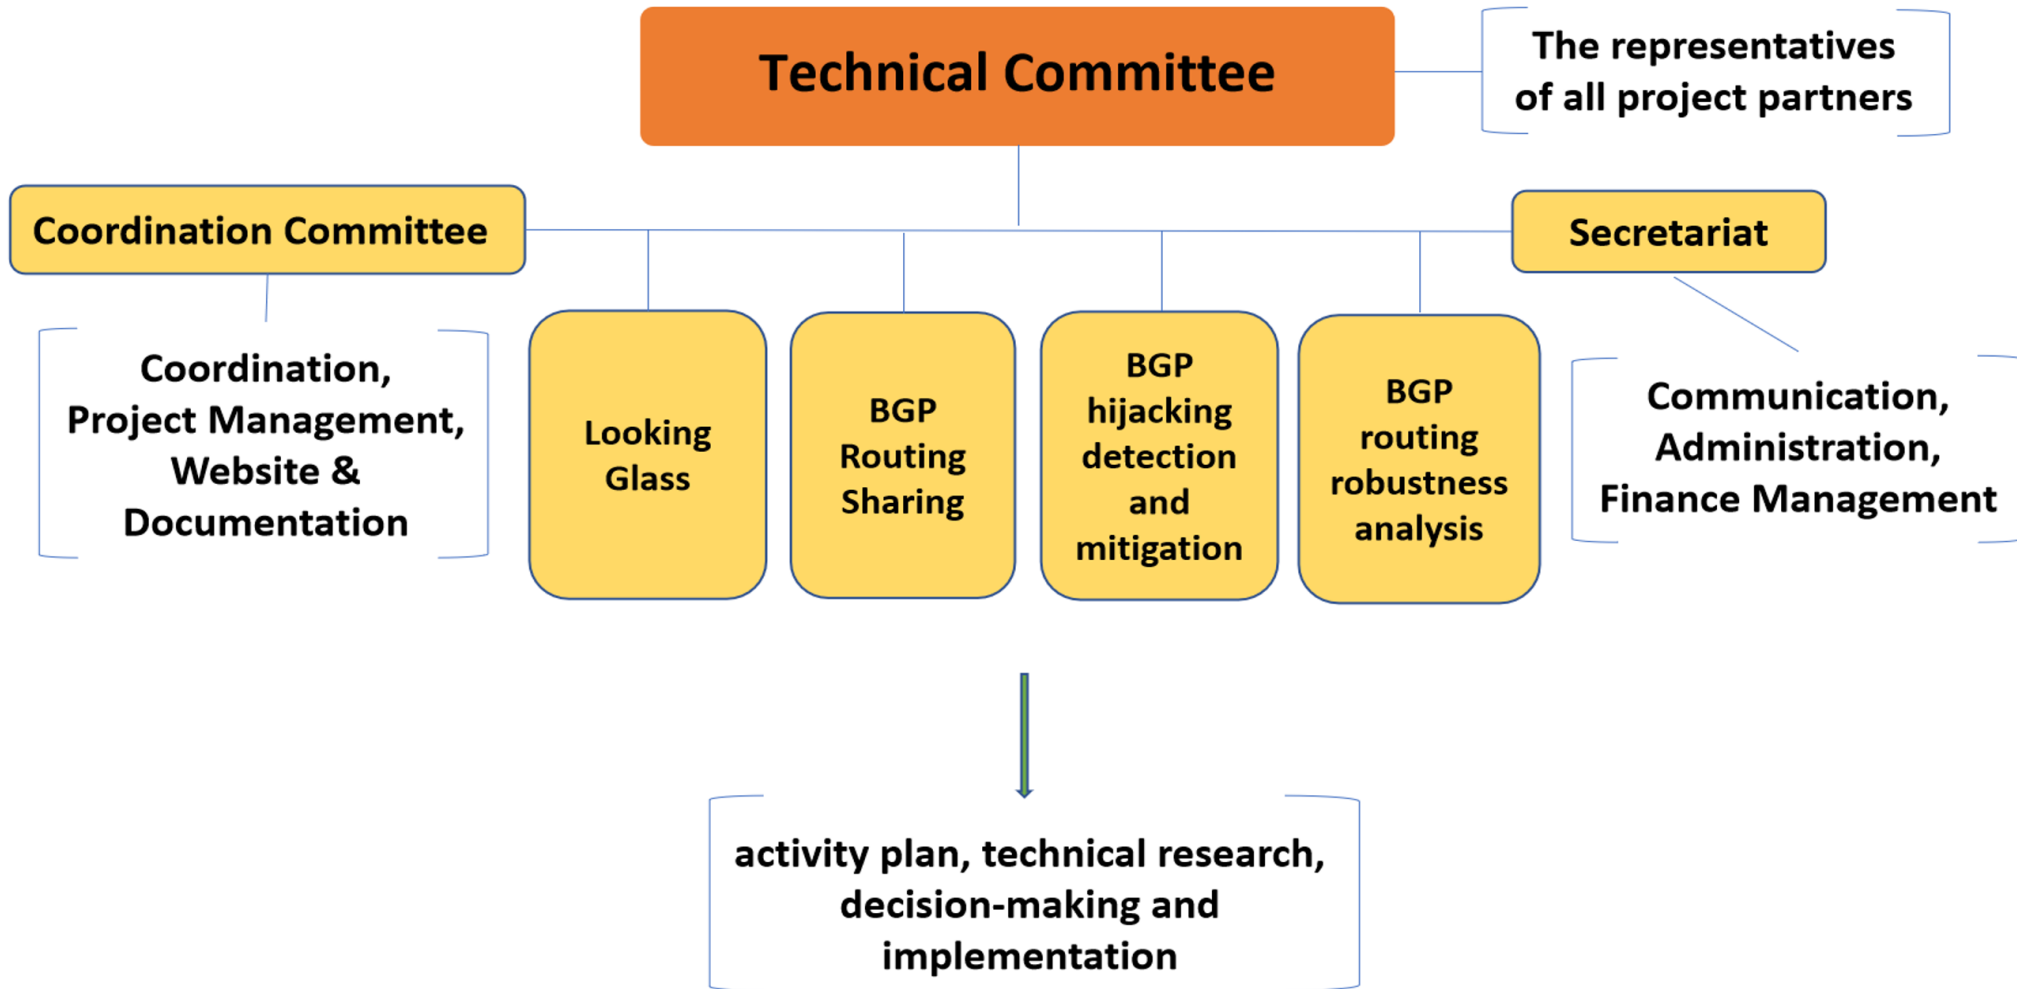 Technical Committee
The representatives
of all project partners
Coordination Committee
Secretariat
Coordination,
Project Management,
Website &
Documentation
Looking
Glass
BGP
Routing
Sharing
BGP
hijacking
detection
and
mitigation
BGP
routing
robustness
analysis
Communication,
Administration,
Finance Management
activity plan, technical research,
decision-making and
implementation